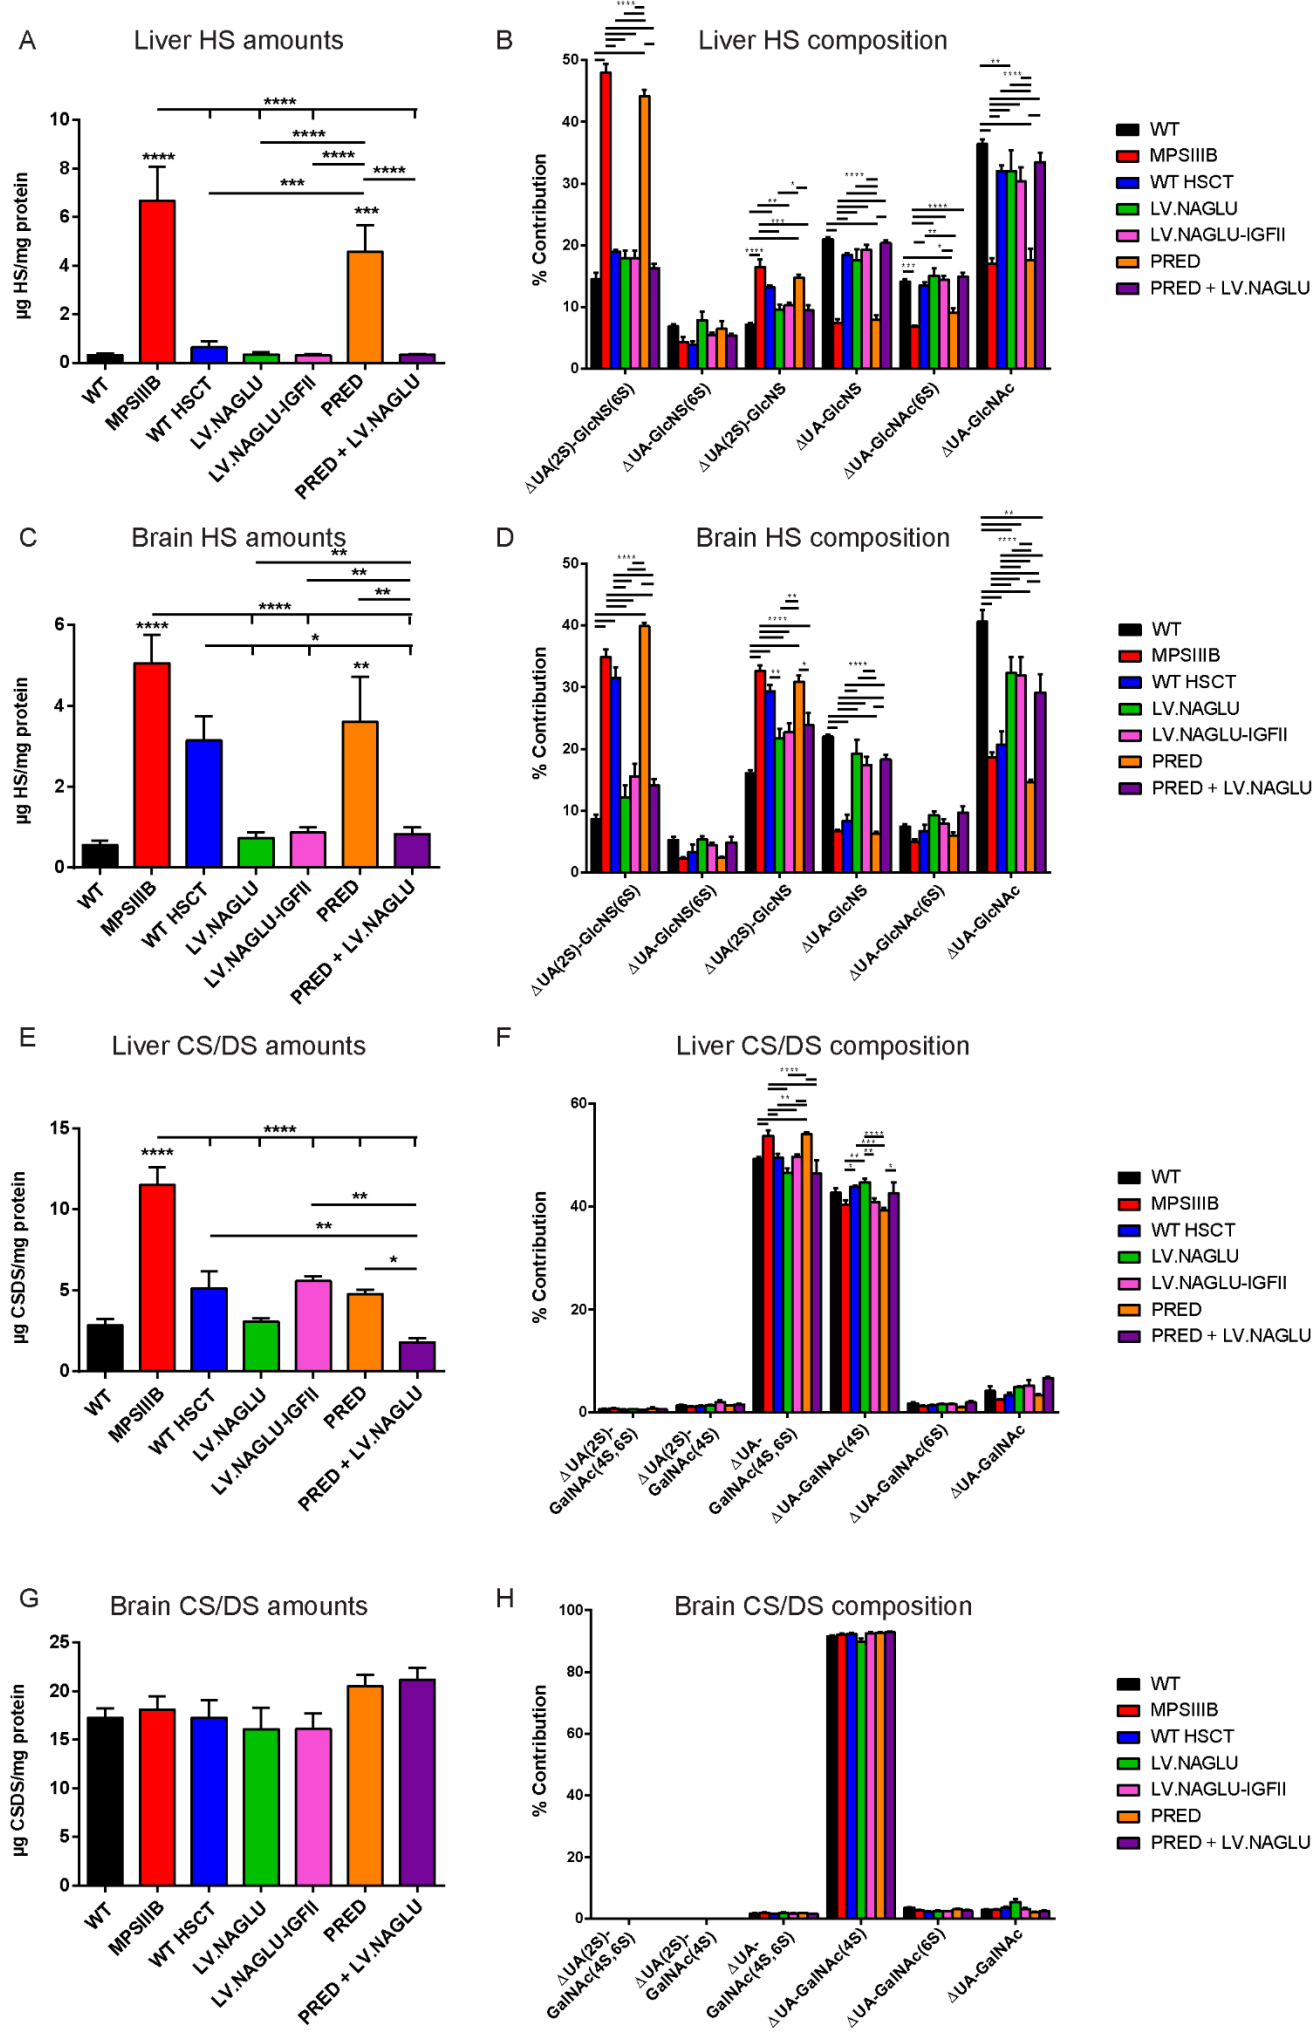 A
Liver HS amounts
µg HS/mg protein
10
8
6
4
2
0
****
****
****
****
****
***
***
WT
MPSIIIB
WT HSCT
LV.NAGLU
LV.NAGLU-IGFII
PRED
PRED + LV.NAGLU
B
Liver HS composition
% Contribution
50
40
30
20
10
0
****
****
**
***
*
****
***
****
**
*
**
****
ΔUA(2S)-GlcNS(6S)
ΔUA-GlcNS(6S)
ΔUA(2S)-GlcNS
ΔUA-GlcNS
ΔUA-GlcNAc(6S)
ΔUA-GlcNAc
WT
MPSIIIB
WT HSCT
LV.NAGLU
LV.NAGLU-IGFII
PRED
PRED + LV.NAGLU
C
Brain HS amounts
µg HS/mg protein
6
4
2
0
**
**
**
****
****
*
**
WT
MPSIIIB
WT HSCT
LV.NAGLU
LV.NAGLU-IGFII
PRED
PRED + LV.NAGLU
D
Brain HS composition
% Contribution
50
40
30
20
10
0
****
**
****
**
*
****
**
****
ΔUA(2S)-GlcNS(6S)
ΔUA-GlcNS(6S)
ΔUA(2S)-GlcNS
ΔUA-GlcNS
ΔUA-GlcNAc(6S)
ΔUA-GlcNAc
WT
MPSIIIB
WT HSCT
LV.NAGLU
LV.NAGLU-IGFII
PRED
PRED + LV.NAGLU
E
Liver CS/DS amounts
µg CSDS/mg protein
15
10
5
0
****
****
**
**
*
WT
MPSIIIB
WT HSCT
LV.NAGLU
LV.NAGLU-IGFII
PRED
PRED + LV.NAGLU
F
Liver CS/DS composition
% Contribution
60
40
20
0
****
**
****
***
**
**
*
*
ΔUA(2S)-
GalNAc(4S,6S)
ΔUA(2S)-
GalNAc(4S)
ΔUA-
GalNAc(4S,6S)
ΔUA-GalNAc(4S)
ΔUA-GalNAc(6S)
ΔUA-GalNAc
WT
MPSIIIB
WT HSCT
LV.NAGLU
LV.NAGLU-IGFII
PRED
PRED + LV.NAGLU
G
Brain CS/DS amounts
µg CSDS/mg protein
25
20
15
10
5
0
WT
MPSIIIB
WT HSCT
LV.NAGLU
LV.NAGLU-IGFII
PRED
PRED + LV.NAGLU
H
Brain CS/DS composition
% Contribution
100
80
60
40
20
0
ΔUA(2S)-
GalNAc(4S,6S)
ΔUA(2S)-
GalNAc(4S)
ΔUA-
GalNAc(4S,6S)
ΔUA-GalNAc(4S)
ΔUA-GalNAc(6S)
ΔUA-GalNAc
WT
MPSIIIB
WT HSCT
LV.NAGLU
LV.NAGLU-IGFII
PRED
PRED + LV.NAGLU